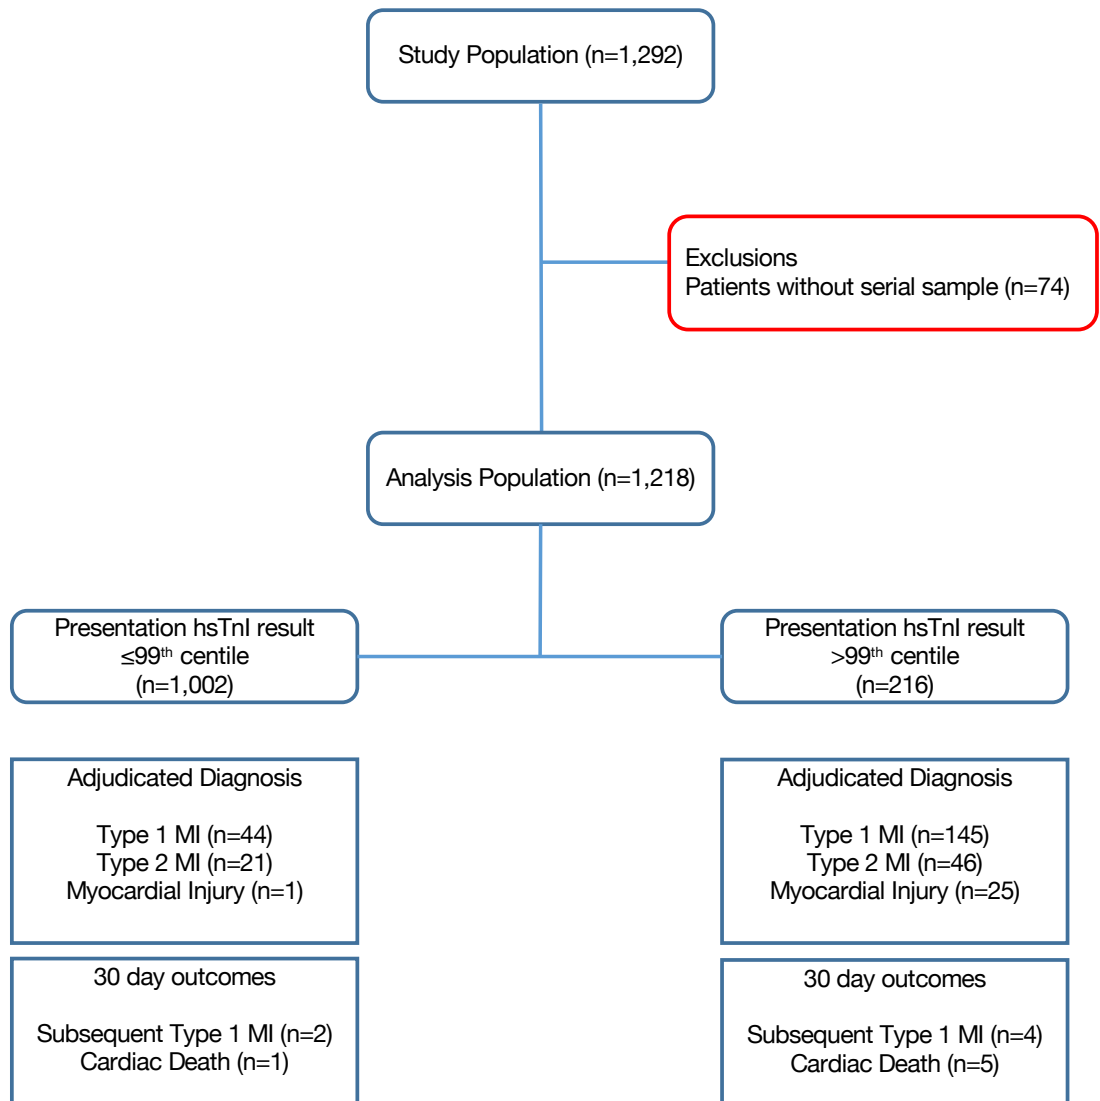 Study Population (n=1,292)
Exclusions
Patients without serial sample (n=74)
Analysis Population (n=1,218)
Presentation hsTnI result
≤99th centile
(n=1,002)
Presentation hsTnI result
>99th centile
(n=216)
Adjudicated Diagnosis
Type 1 MI (n=44)
Type 2 MI (n=21)
Myocardial Injury (n=1)
Adjudicated Diagnosis
Type 1 MI (n=145)
Type 2 MI (n=46)
Myocardial Injury (n=25)
30 day outcomes
Subsequent Type 1 MI (n=2)
Cardiac Death (n=1)
30 day outcomes
Subsequent Type 1 MI (n=4)
Cardiac Death (n=5)